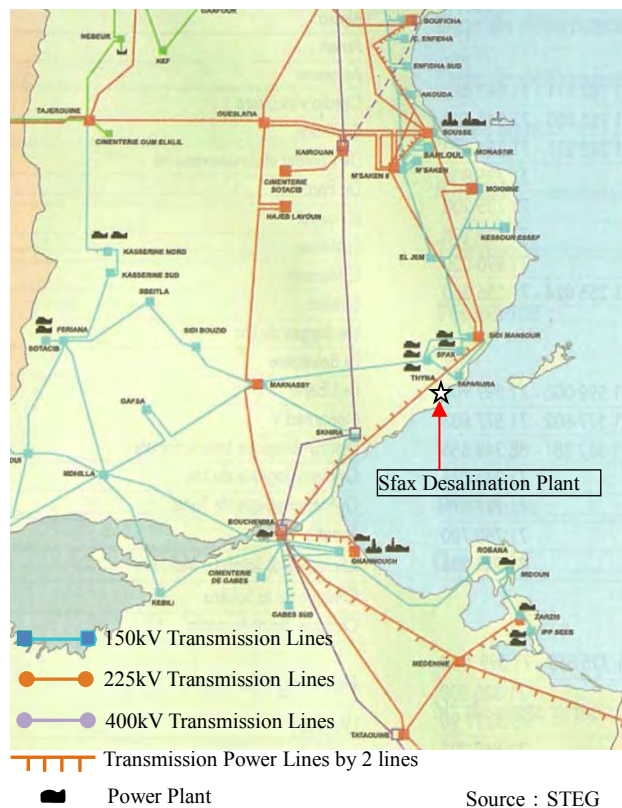 GAAFOUR
BOUFICHA
NEBEUR
C. ENFIDHA
KEF
ENFIDHA SUD
AKOUDA
TAJEROUINE
OUESLATIA
SOUSSE
CIMENTERIE OUM ELKLIL
KAIROUAN
SAHLOUL
MONASTIR
M'SAKEN
CIMENTERIE
SOTACIB
M'SAKEN II
MOKNINE
HAJEB LAYOUN
KESSOUR ESSEF
KASSERINE NORD
EL JEM
KASSERINE SUD
SBEITLA
FERIANA
SIDI BOUZID
SIDI MANSOUR
SOTACIB
SFAX
THYNA
MAKNASSY
TAPARURA
GAFSA
SKHIRA
MDHILLA
Sfax Desalination Plant
BOUCHEMMA
ROBANA
GHANNOUCH
MIDOUN
CIMENTERIE
DE GABES
KEBILI
GABES SUD
ZARZIS
IPP BEEB
150kV Transmission Lines
MEDENINE
225kV Transmission Lines
400kV Transmission Lines
TATAOUINE
Transmission Power Lines by 2 lines
Power Plant
Source : STEG